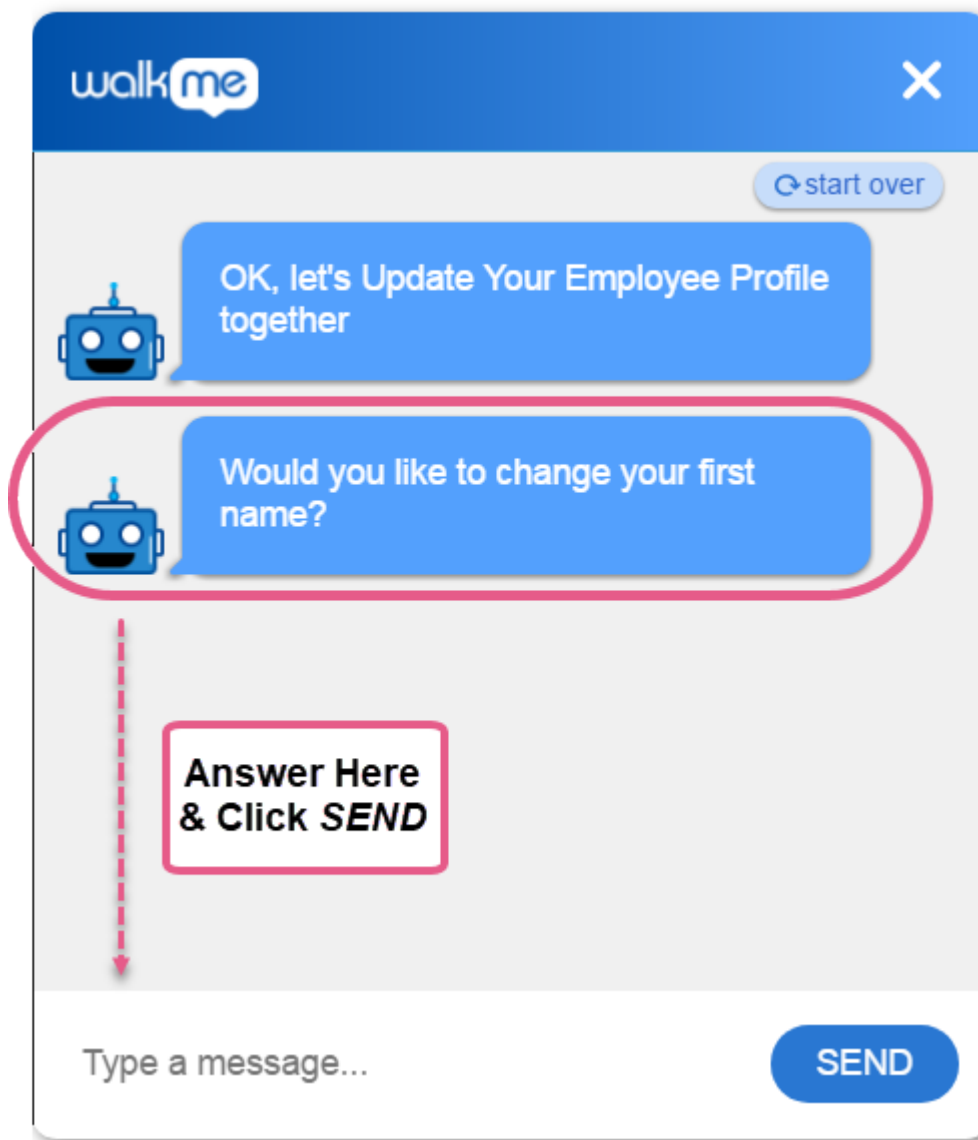 walkme
start over
OK, let's Update Your Employee Profile
together
Would you like to change your first
name?
Answer Here
& Click SEND
Type a message...
SEND